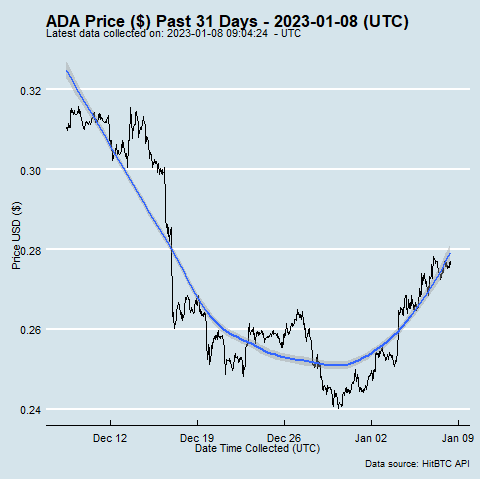 ADA Price ($) Past 31 Days - 2023-01-08 (UTC)
Latest data collected on: 2023-01-08 09:04:24 - UTC
0.32
0.30
0.28
0.26
0.24
Price USD ($)
Dec 12 Dec 19 Dec 26 Jan 02 Jan 09
Date Time Collected (UTC)
Data source: HitBTC API